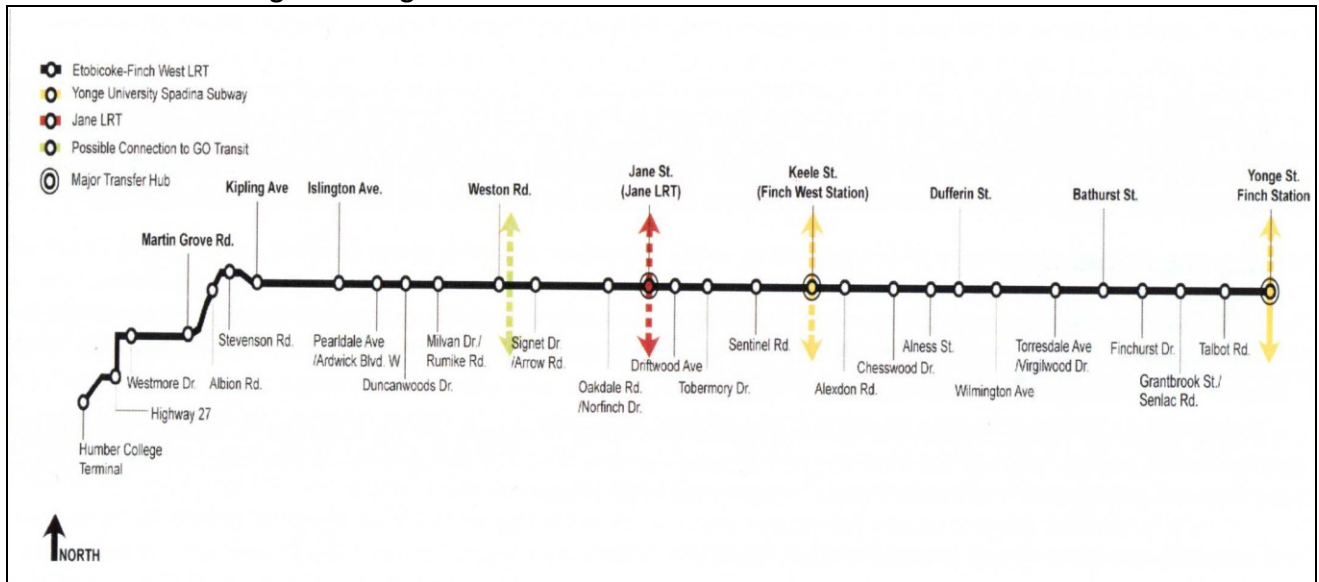 Etobicoke-Finch West LRT
Yonge University Spadina Subway
Jane LRT
Possible Connection to GO Transit
Major Transfer Hub
Martin Grove Rd.
Kipling Ave
Islington Ave.
Weston Rd.
Jane St.
(Jane LRT)
Keele St.
(Finch West Station)
Dufferin St.
Bathurst St.
Yonge St.
Finch Station
Humber College
Terminal
Highway 27
Westmore Dr.
Albion Rd.
Stevenson Rd.
Pearldale Ave
/Ardwick Blvd. W
Duncanwoods Dr.
Milvan Dr./
Rumike Rd.
Signet Dr.
/Arrow Rd.
Oakdale Rd.
/Norfinch Dr.
Driftwood Ave
Tobermory Dr.
Sentinel Rd.
Alexdon Rd.
Chesswood Dr.
Alness St.
Wilmington Ave
Torresdale Ave
/Virgilwood Dr.
Finchurst Dr.
Grantbrook St./
Senlac Rd.
Talbot Rd.
NORTH